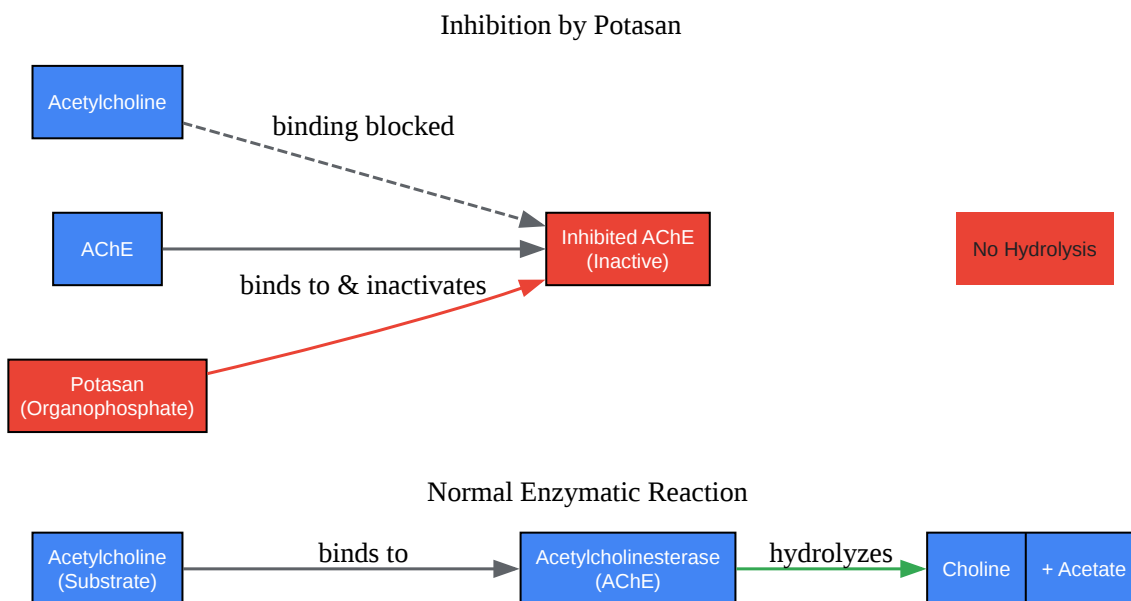 Inhibition by Potasan
Acetylcholine
binding blocked
AChE
Inhibited AChE
(Inactive)
No Hydrolysis
binds to & inactivates
Potasan
(Organophosphate)
Normal Enzymatic Reaction
Acetylcholine
(Substrate)
binds to
Acetylcholinesterase
(AChE)
hydrolyzes
Choline
+ Acetate